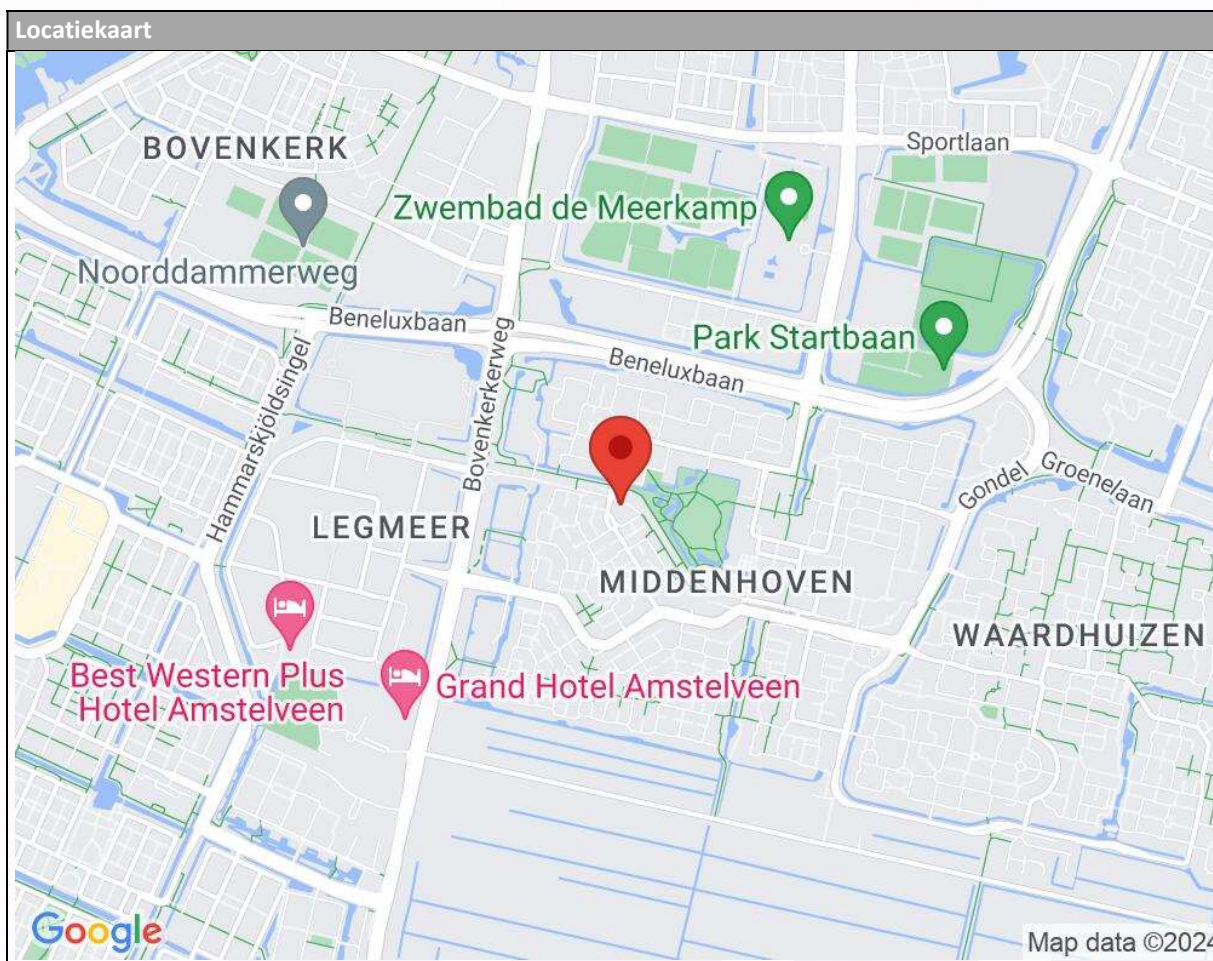 Locatiekaart
BOVENKERK
Sportlaan
Zwembad de Meerkamp
Noorddammerweg
Beneluxbaan
Park Startbaan
Beneluxbaan
Hammarskjöldsingel
Bovenkerkerweg
Gondel
Groenelaan
LEGMEER
MIDDENHOVEN
WAARDHUIZEN
Best Western Plus
Hotel Amstelveen
Grand Hotel Amstelveen
Google
Map data ©2024